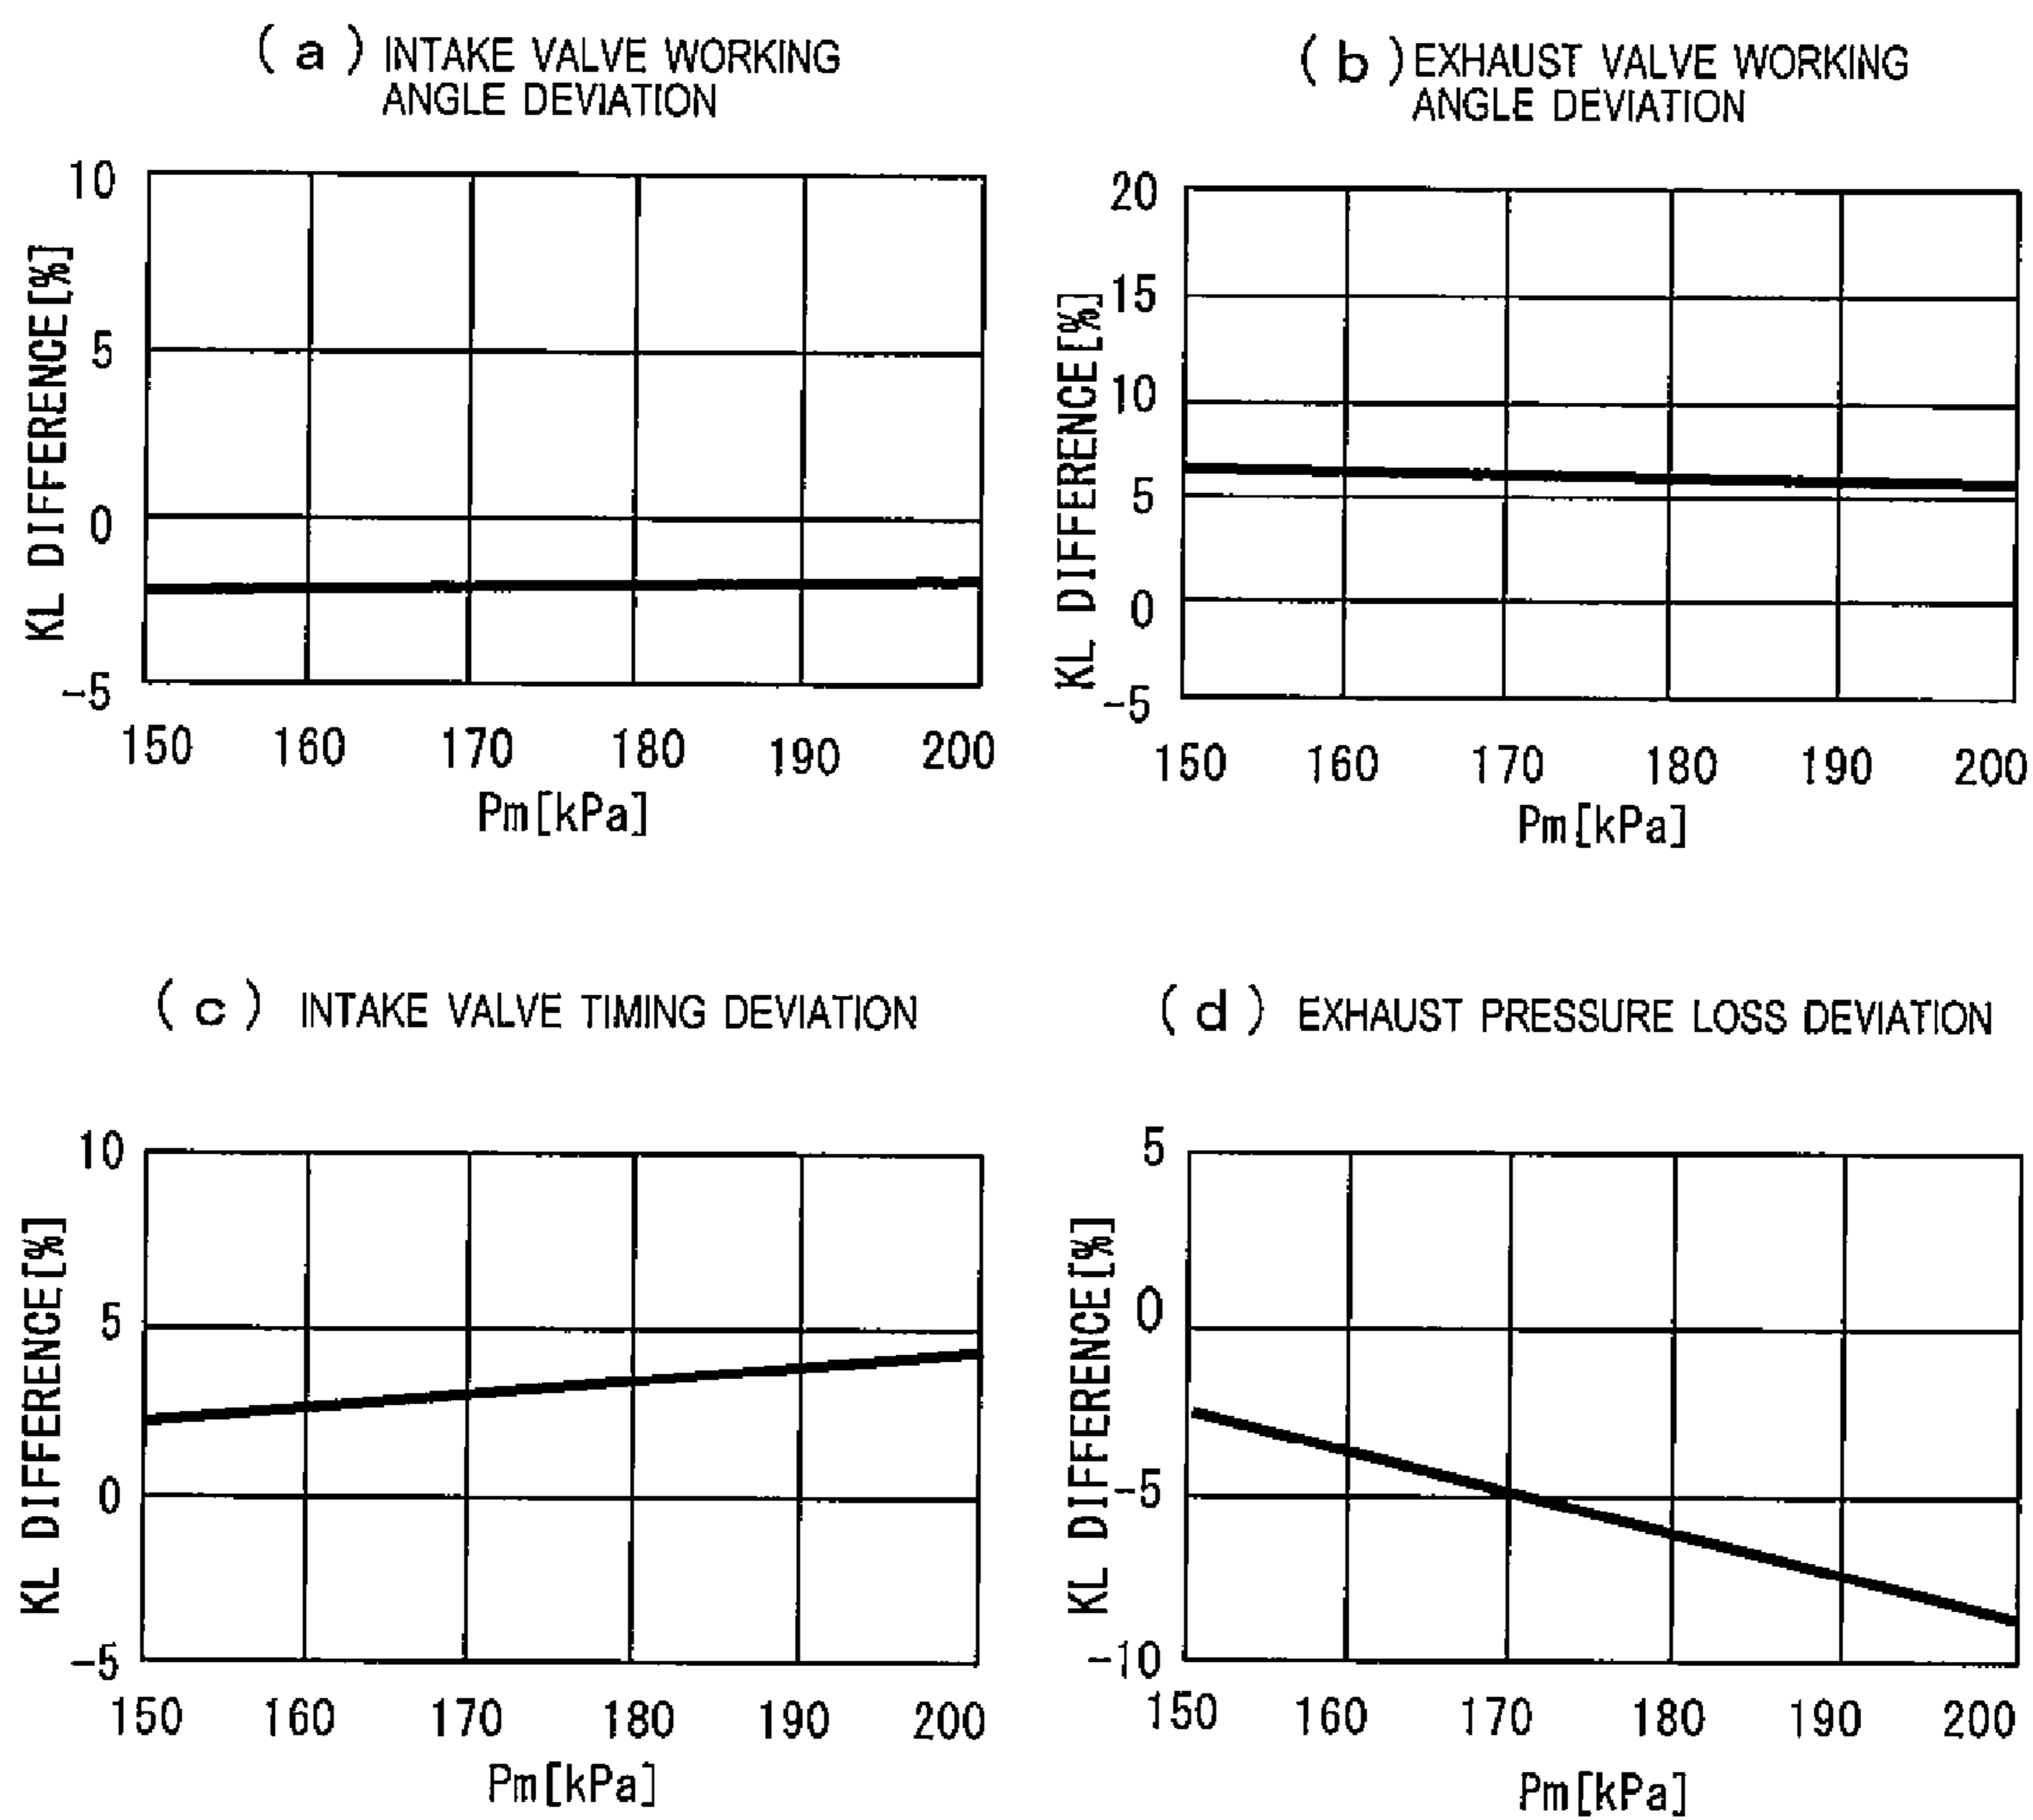 (a) INTAKE VALVE WORKING
ANGLE DEVIATION
KL DIFFERENCE[%]
10
5
0
-5
150 160 170 180 190 200
Pm[kPa]
(b) EXHAUST VALVE WORKING
ANGLE DEVIATION
KL DIFFERENCE[%]
20
15
10
5
0
-5
150 160 170 180 190 200
Pm[kPa]
(c) INTAKE VALVE TIMING DEVIATION
KL DIFFERENCE[%]
10
5
0
-5
150 160 170 180 190 200
Pm[kPa]
(d) EXHAUST PRESSURE LOSS DEVIATION
KL DIFFERENCE[%]
5
0
-5
-10
150 160 170 180 190 200
Pm[kPa]